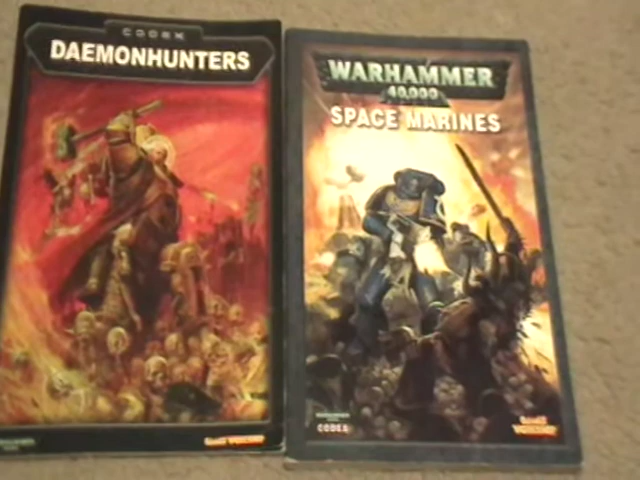 CODEX
DAEMONHUNTERS
WARHAMMER
40,000
SPACE MARINES
CODEX